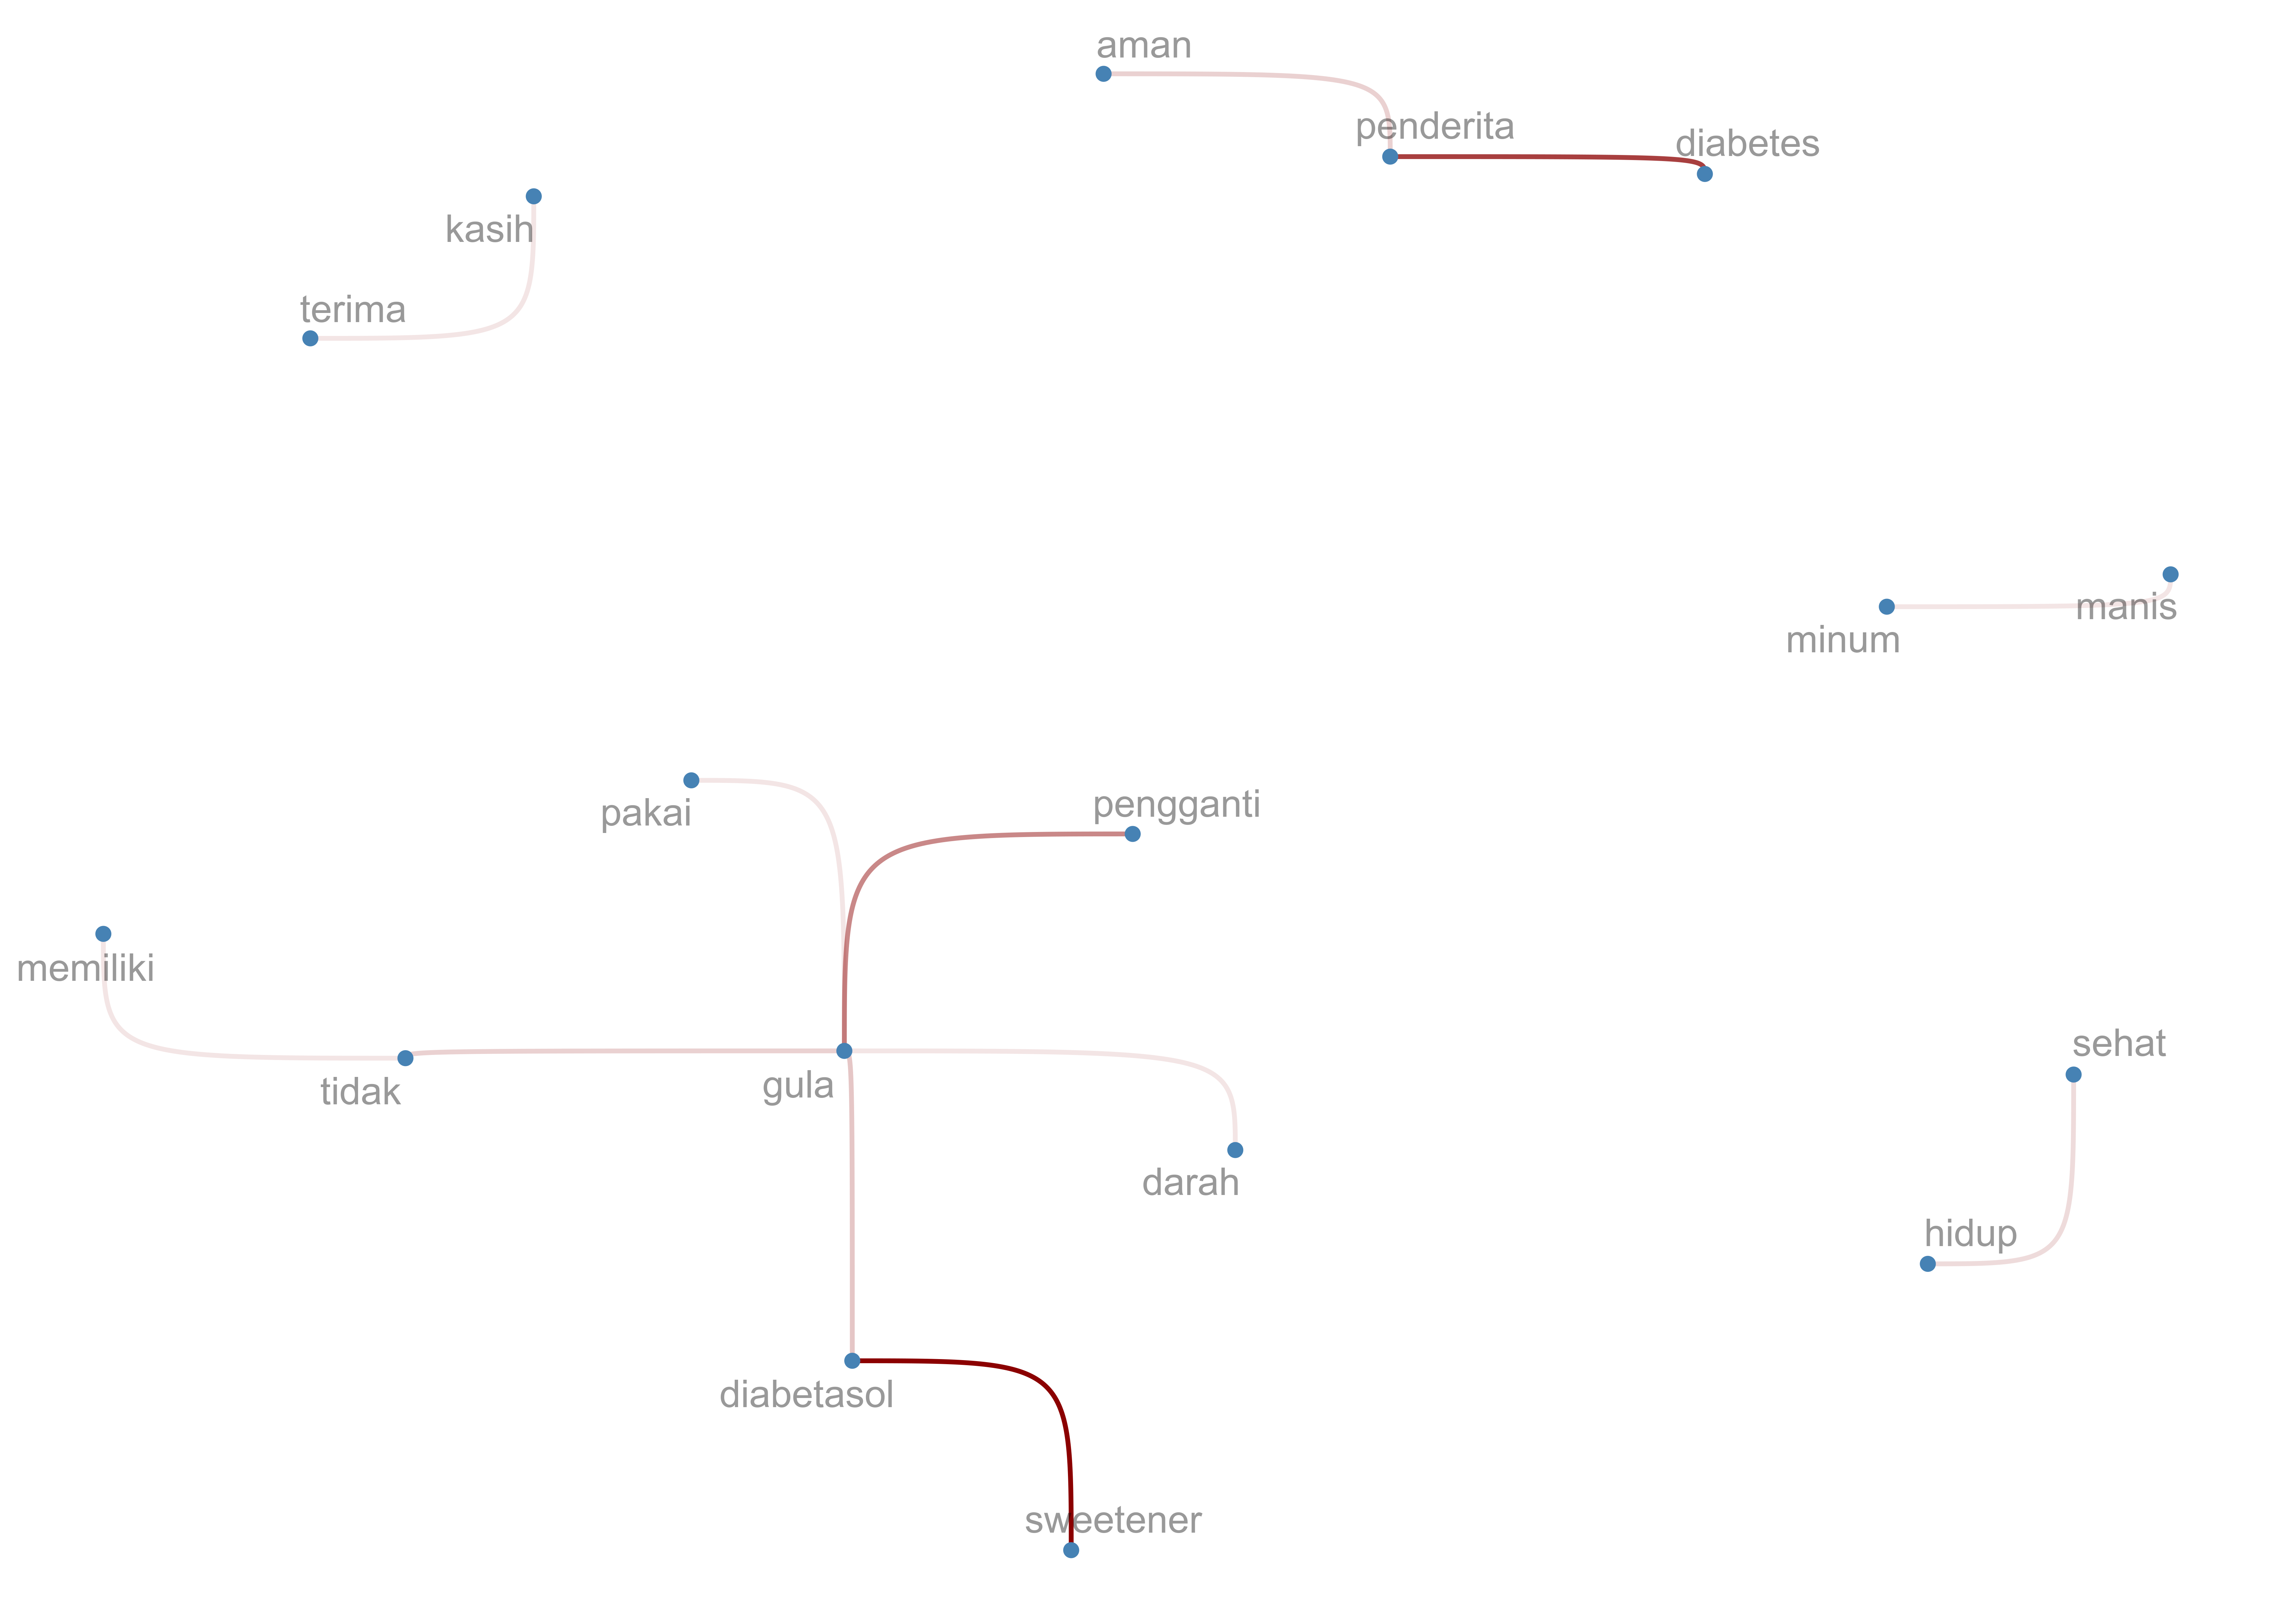 aman
penderita
diabetes
kasih
terima
manis
minum
pakai
pengganti
memiliki
tidak
gula
sehat
darah
hidup
diabetasol
sweetener